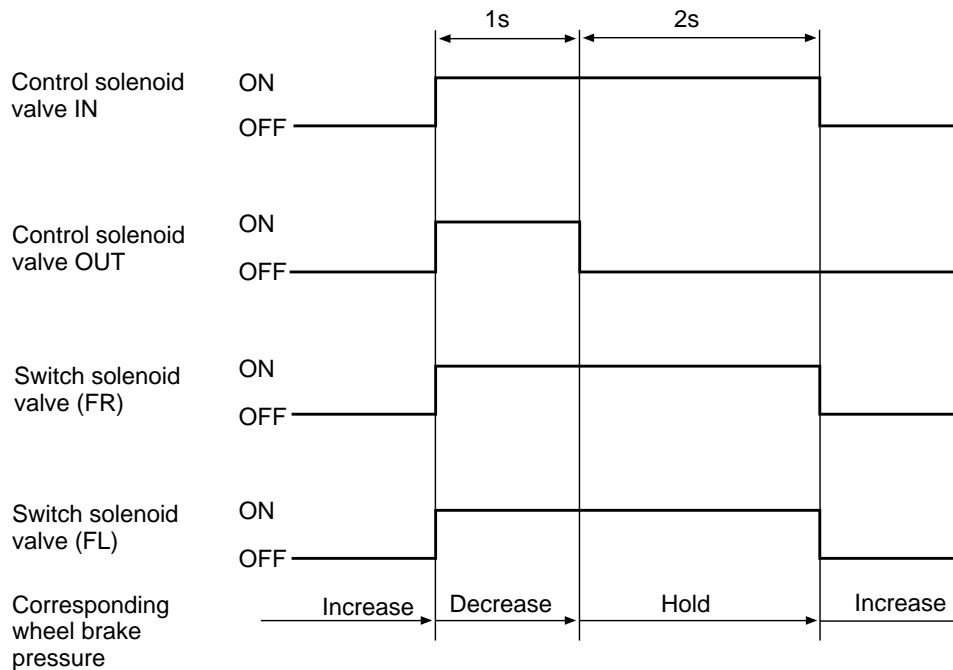 1s
2s
Control solenoid
valve IN
ON
OFF
Control solenoid
valve OUT
ON
OFF
Switch solenoid
valve (FR)
ON
OFF
Switch solenoid
valve (FL)
ON
OFF
Corresponding
wheel brake
pressure
Increase
Decrease
Hold
Increase